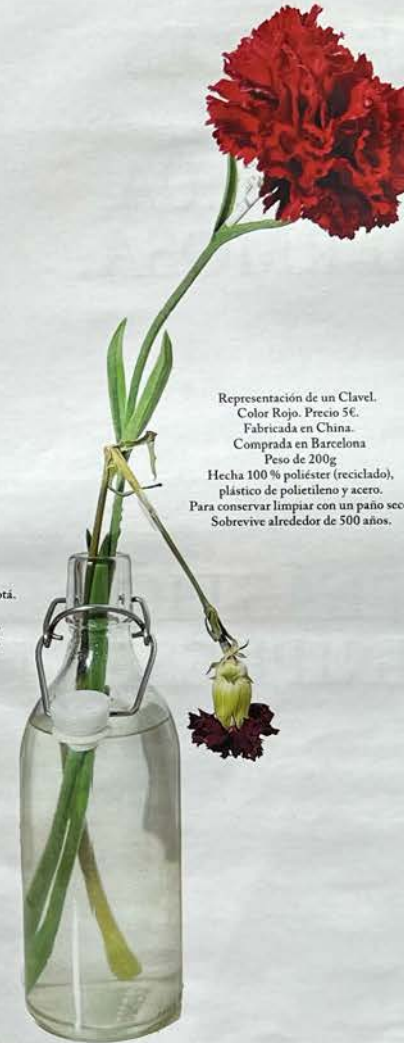 Representación de un Clavel.
Color Rojo. Precio 5€.
Fabricada en China.
Comprada en Barcelona
Peso de 200g
Hecha 100 % poliéster (reciclado),
plástico de polietileno y acero.
Para conservar limpiar con un paño seco
Sobrevive alrededor de 500 años.